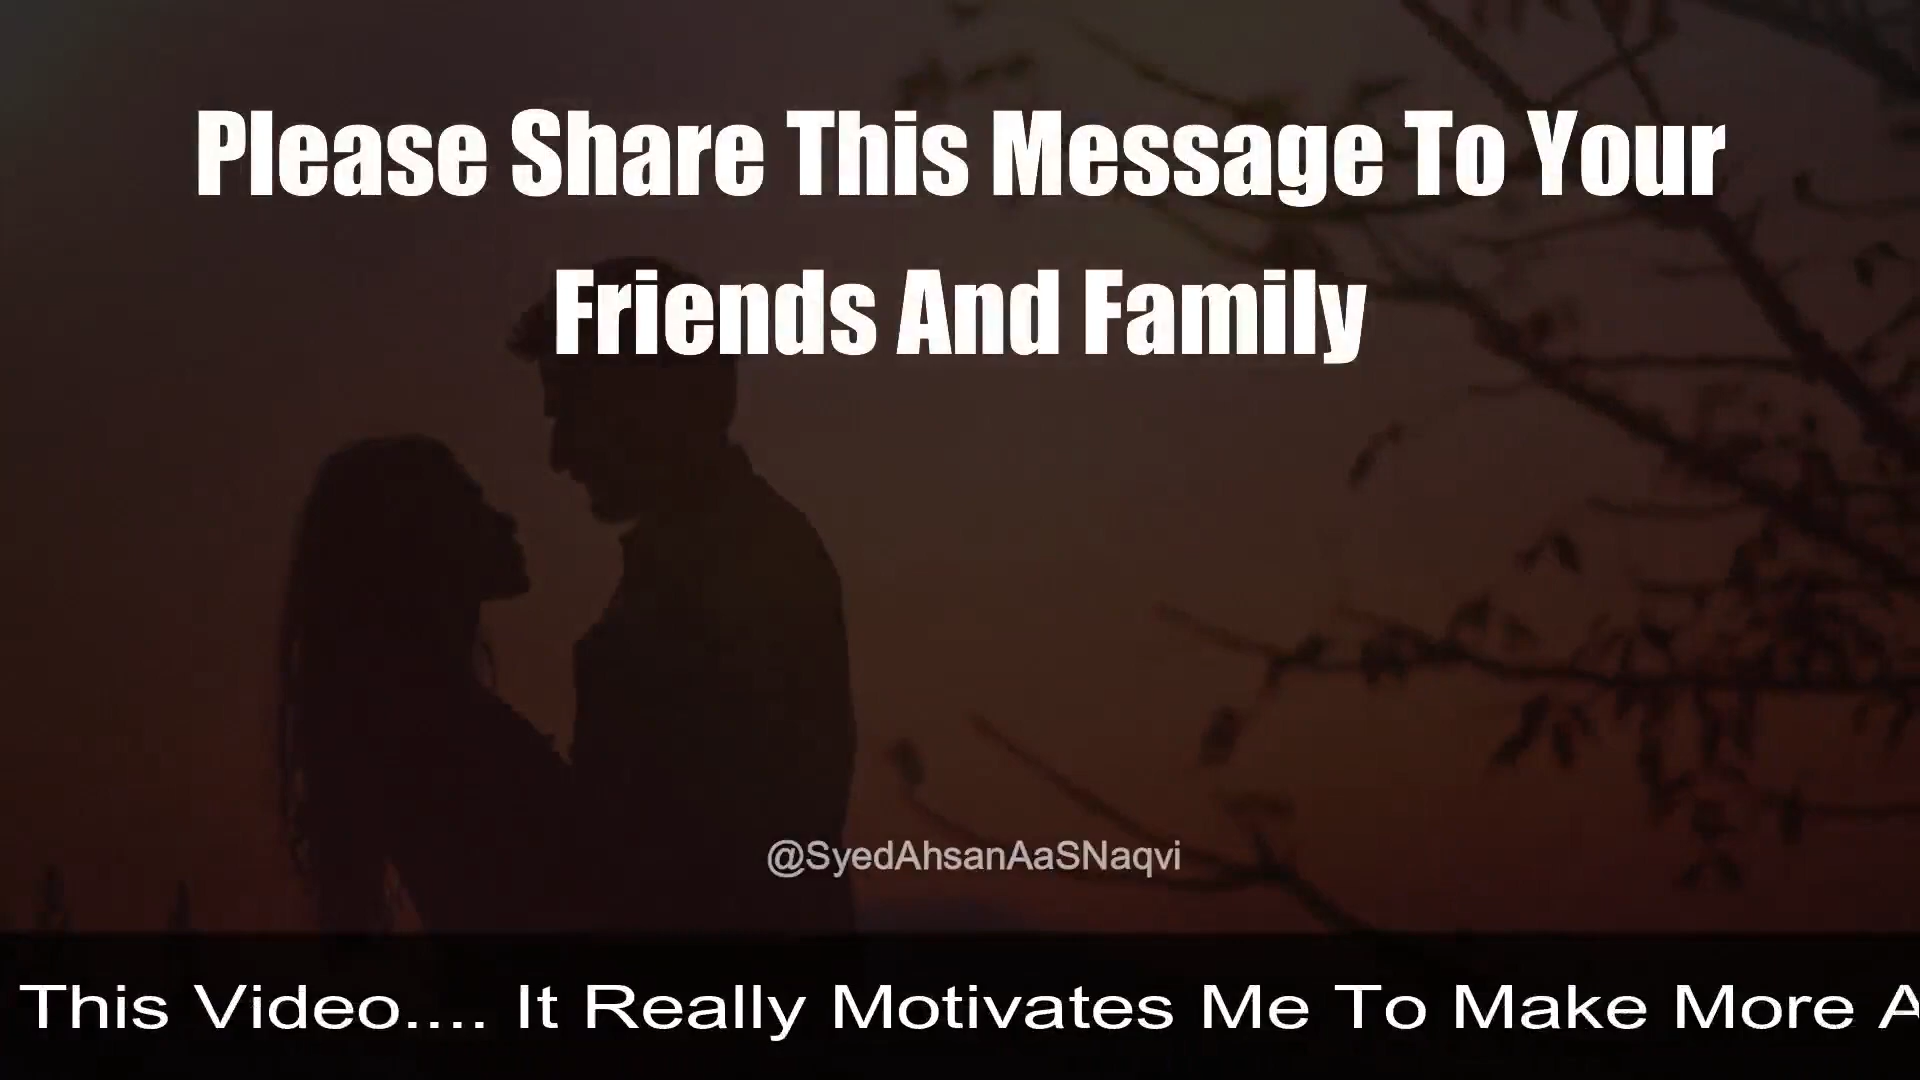 Please Share This Message To Your
Friends And Family
@SyedAhsanAaSNaqvi
This Video.... It Really Motivates Me To Make More A